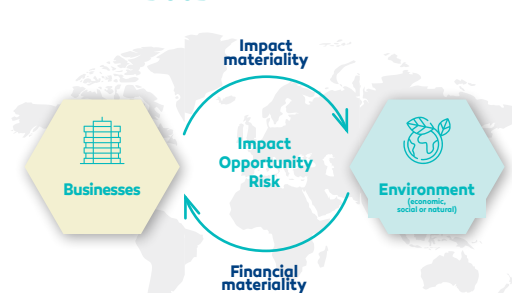 Impact
materiality
Impact
Opportunity
Risk
Businesses
Environment
(economic,
social or natural)
Financial
materiality